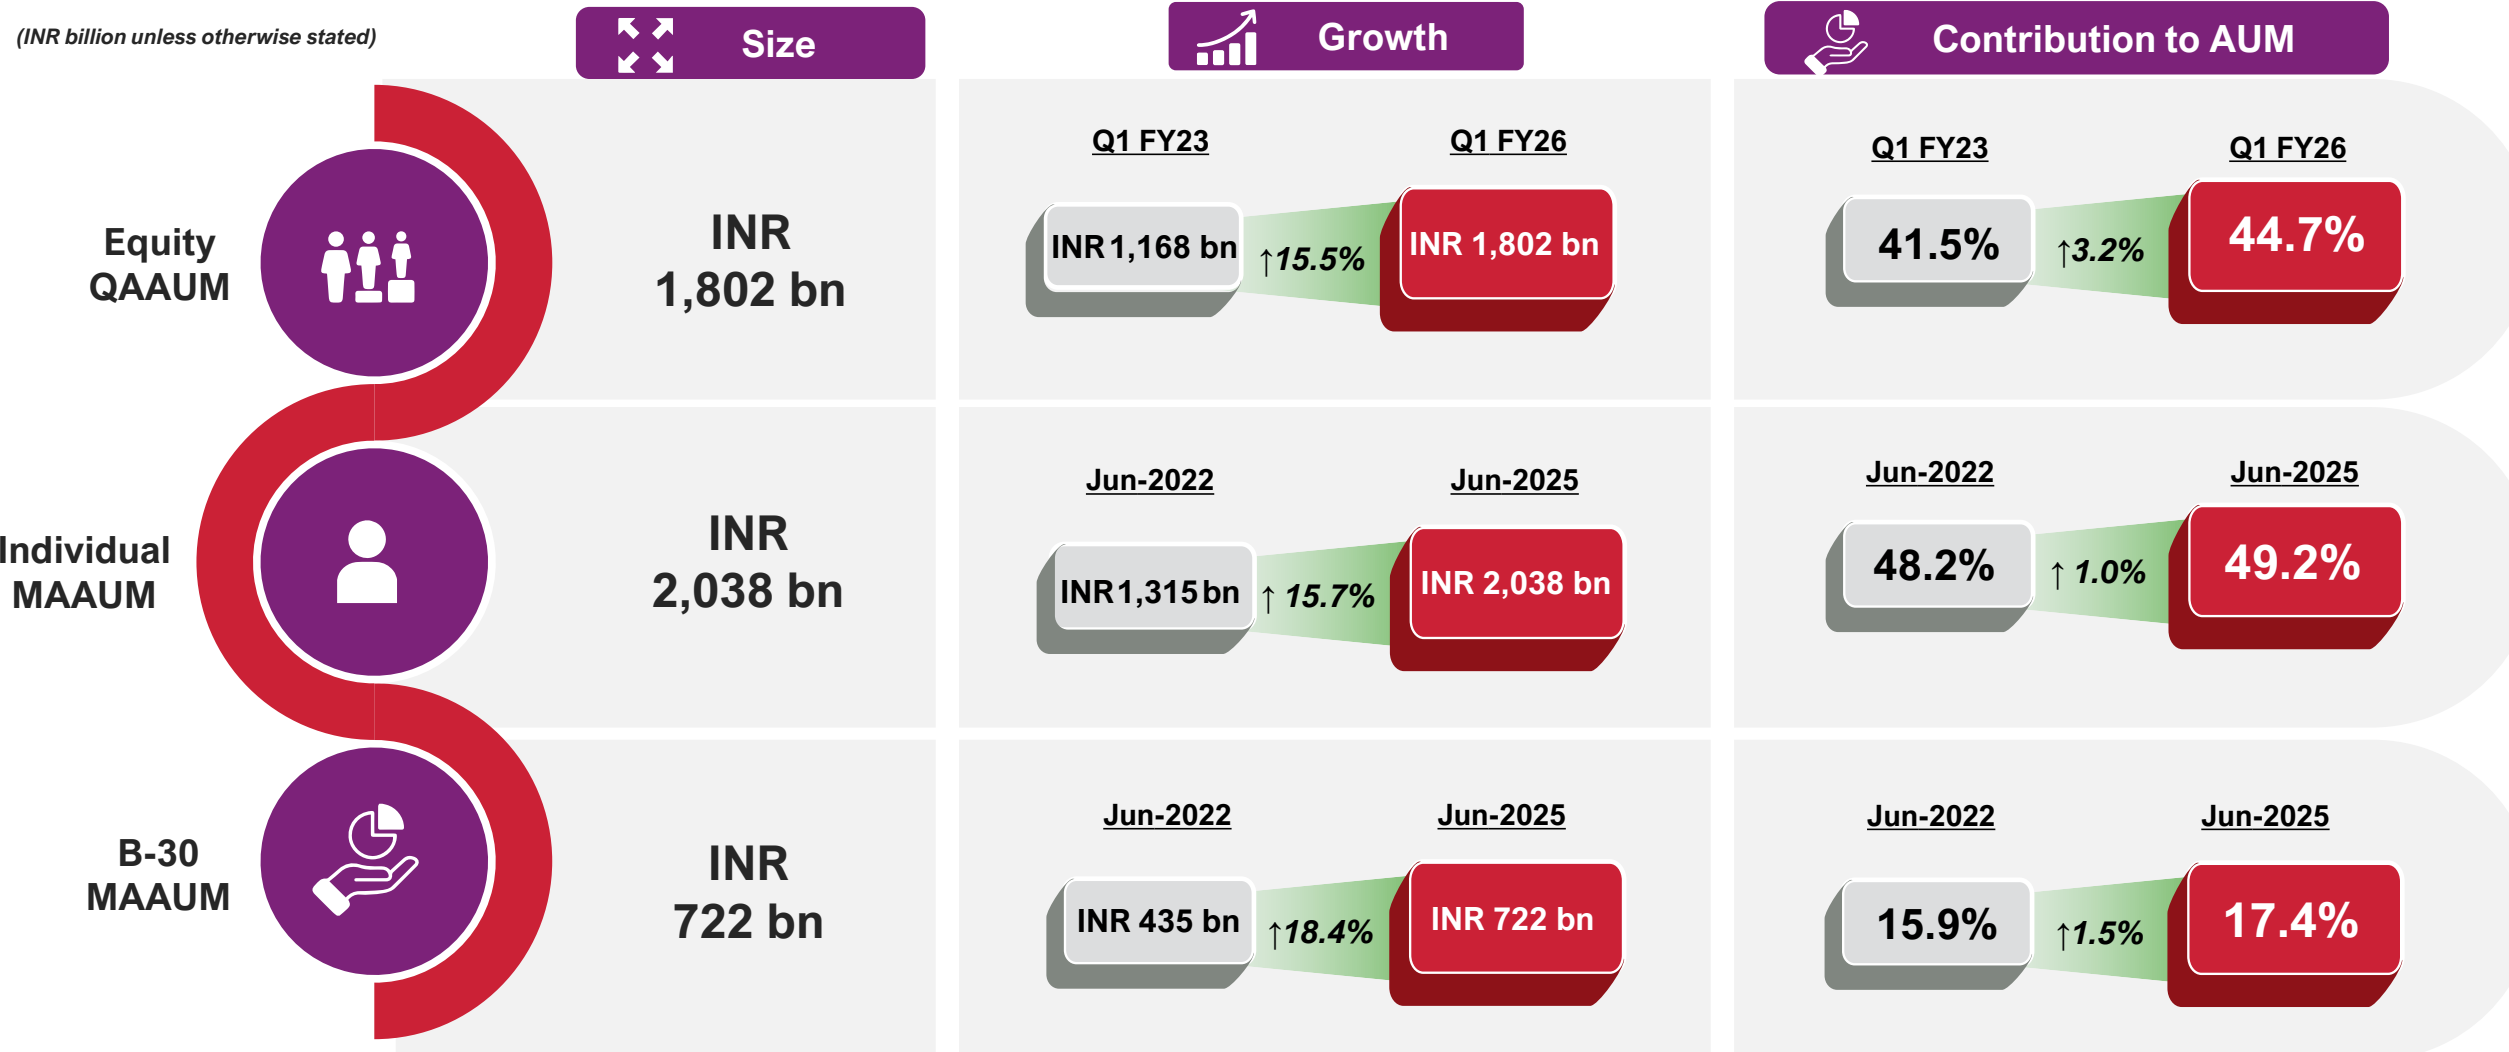 (INR billion unless otherwise stated)
Size
Growth
Contribution to AUM
Equity
QAAUM
INR
1,802 bn
Q1 FY23
Q1 FY26
INR 1,168 bn
↑15.5%
INR 1,802 bn
Q1 FY23
Q1 FY26
41.5%
↑3.2%
44.7%
Individual
MAAUM
INR
2,038 bn
Jun-2022
Jun-2025
INR 1,315 bn
↑ 15.7%
INR 2,038 bn
Jun-2022
Jun-2025
48.2%
↑ 1.0%
49.2%
B-30
MAAUM
INR
722 bn
Jun-2022
Jun-2025
INR 435 bn
↑18.4%
INR 722 bn
Jun-2022
Jun-2025
15.9%
↑1.5%
17.4%